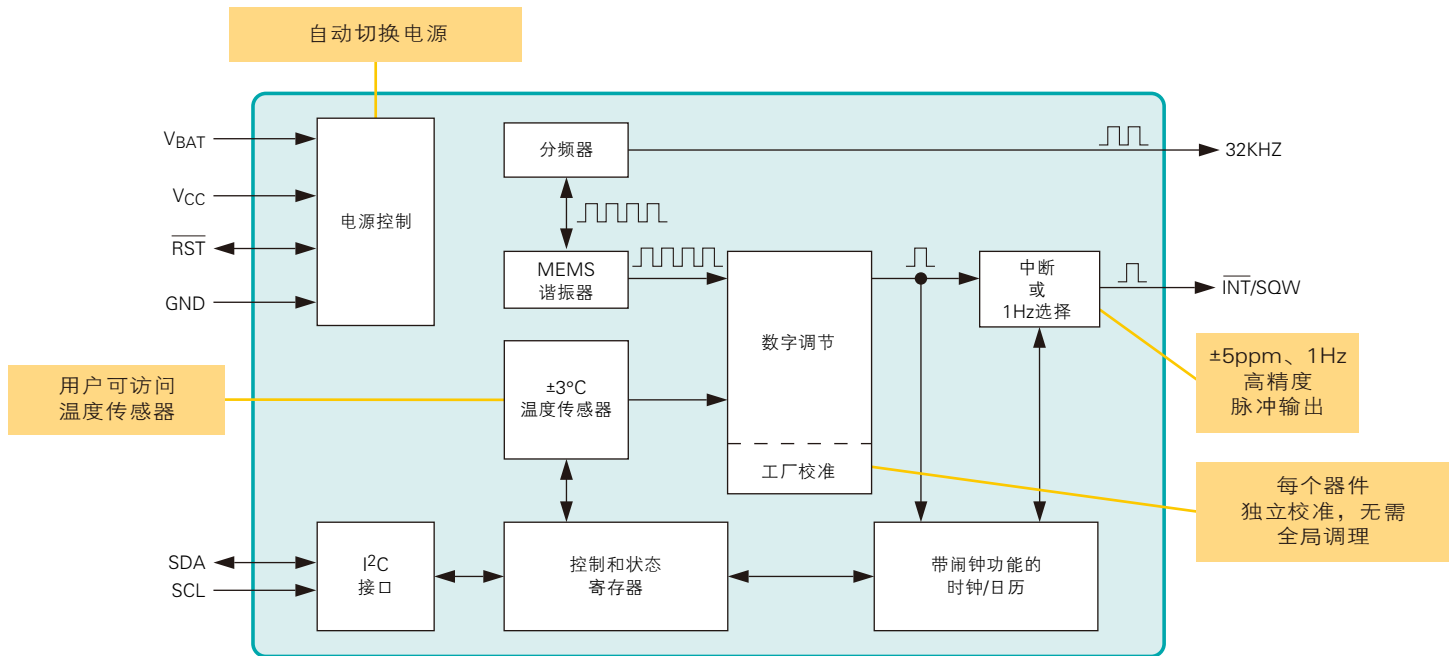 自动切换电源
VBAT
VCC
RST
GND
电源控制
分频器
32KHZ
MEMS
谐振器
数字调节
工厂校准
中断
或
1Hz选择
INT/SQW
±5ppm、1Hz
高精度
脉冲输出
用户可访问
温度传感器
±3°C
温度传感器
每个器件
独立校准，无需
全局调理
SDA
SCL
I²C
接口
控制和状态
寄存器
带闹钟功能的
时钟/日历